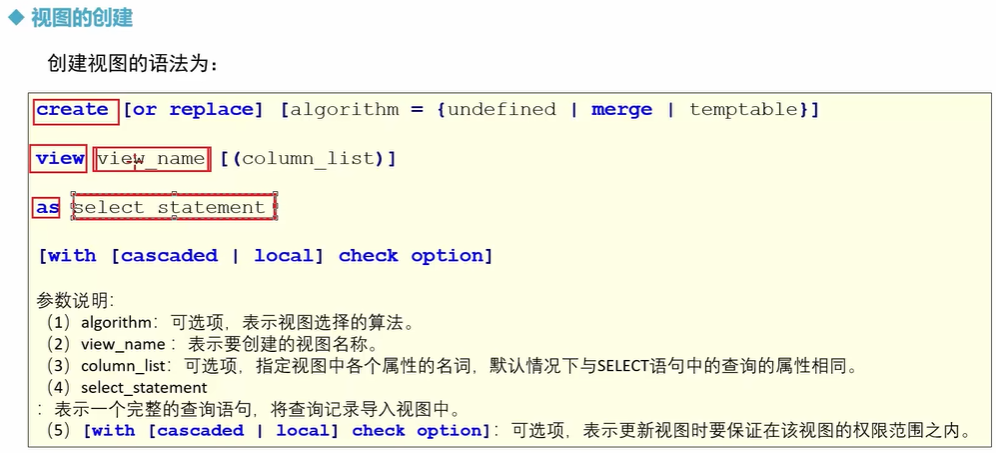 ◆ 视图的创建
创建视图的语法为：
create [or replace] [algorithm = {undefined | merge | temptable}]
view view_name [(column_list)]
as select_statement
[with [cascaded | local] check option]
参数说明：
（1）algorithm：可选项，表示视图选择的算法。
（2）view_name ：表示要创建的视图名称。
（3）column_list：可选项，指定视图中各个属性的名词，默认情况下与SELECT语句中的查询的属性相同。
（4）select_statement
：表示一个完整的查询语句，将查询记录导入视图中。
（5）[with [cascaded | local] check option]：可选项，表示更新视图时要保证在该视图的权限范围之内。